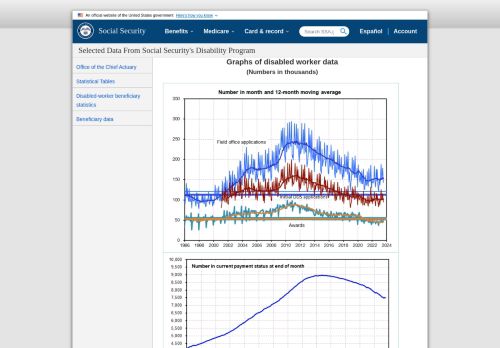 An official website of the United States government Here's how you know
Social Security
Benefits Medicare Card & record
Search SSA.
Español Account
Selected Data From Social Security's Disability Program
Office of the Chief Actuary
Statistical Tables
Disabled-worker beneficiary
statistics
Beneficiary data
Graphs of disabled worker data
(Numbers in thousands)
Number in month and 12-month moving average
350
300
250
200
150
100
50
0
Field office applications
Initial DDS applications
Awards
1996 1998 2000 2002 2004 2006 2008 2010 2012 2014 2016 2018 2020 2022 2024
Number in current payment status at end of month
10,000
9,500
9,000
8,500
8,000
7,500
7,000
6,500
6,000
5,500
5,000
4,500